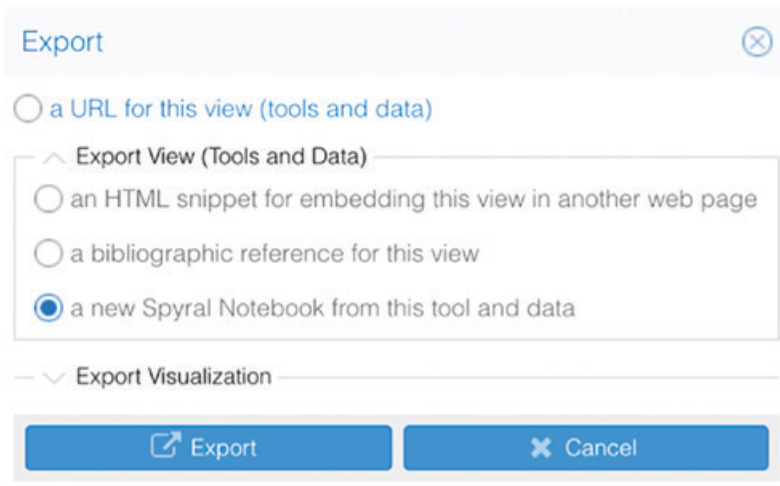 Export
a URL for this view (tools and data)
Export View (Tools and Data)
an HTML snippet for embedding this view in another web page
a bibliographic reference for this view
a new Spyral Notebook from this tool and data
Export Visualization
Export
Cancel